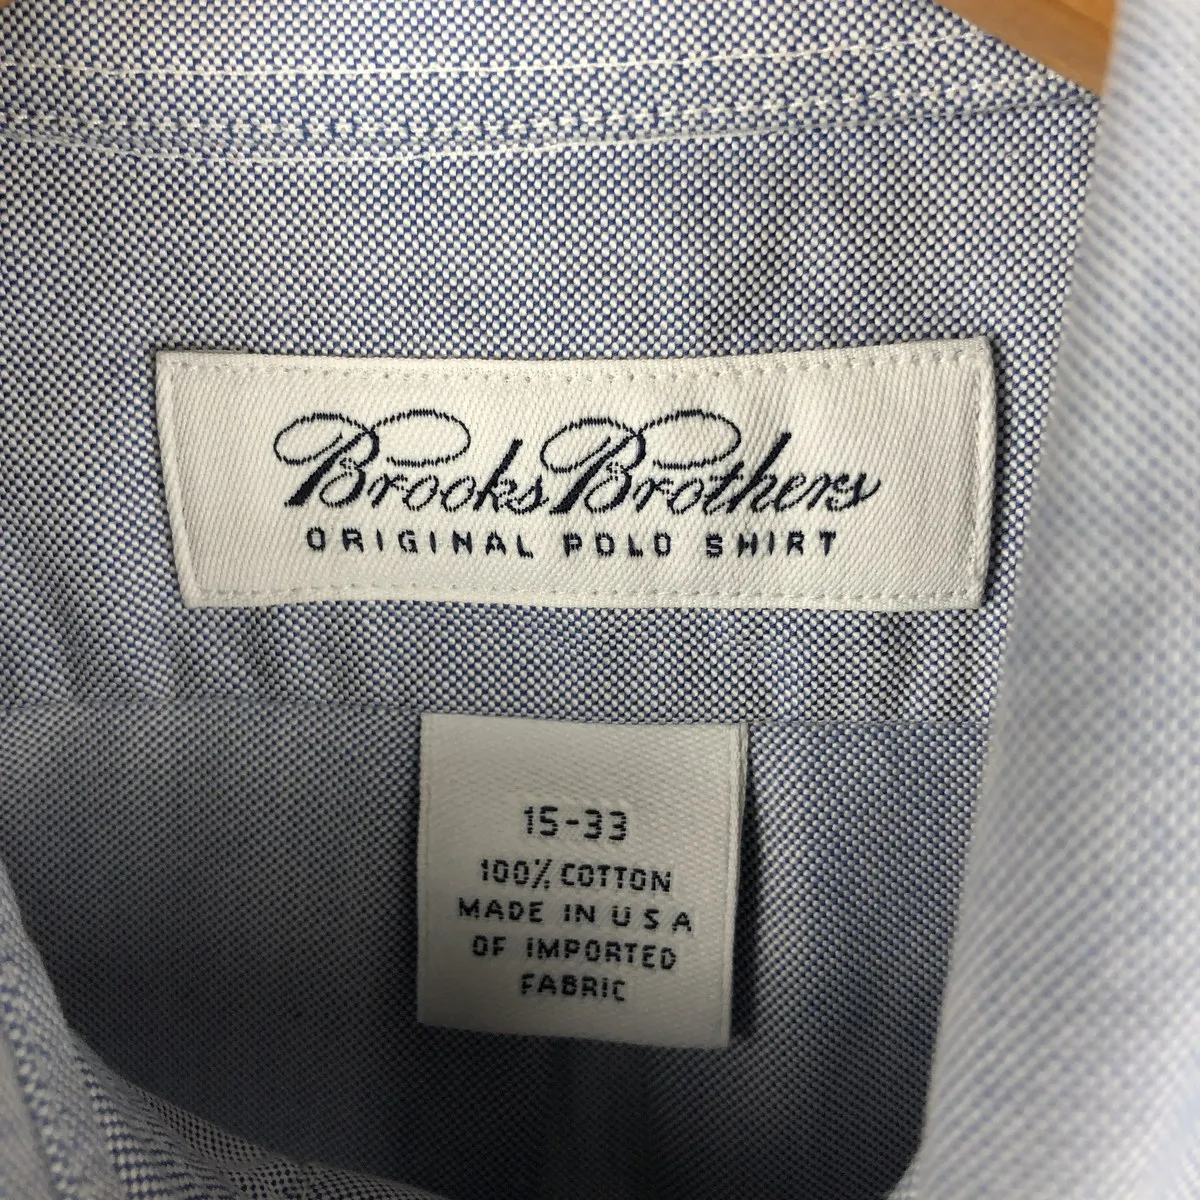 Brooks Brothers
ORIGINAL POLO SHIRT
15-33
100% COTTON
MADE IN U S A
OF IMPORTED
FABRIC